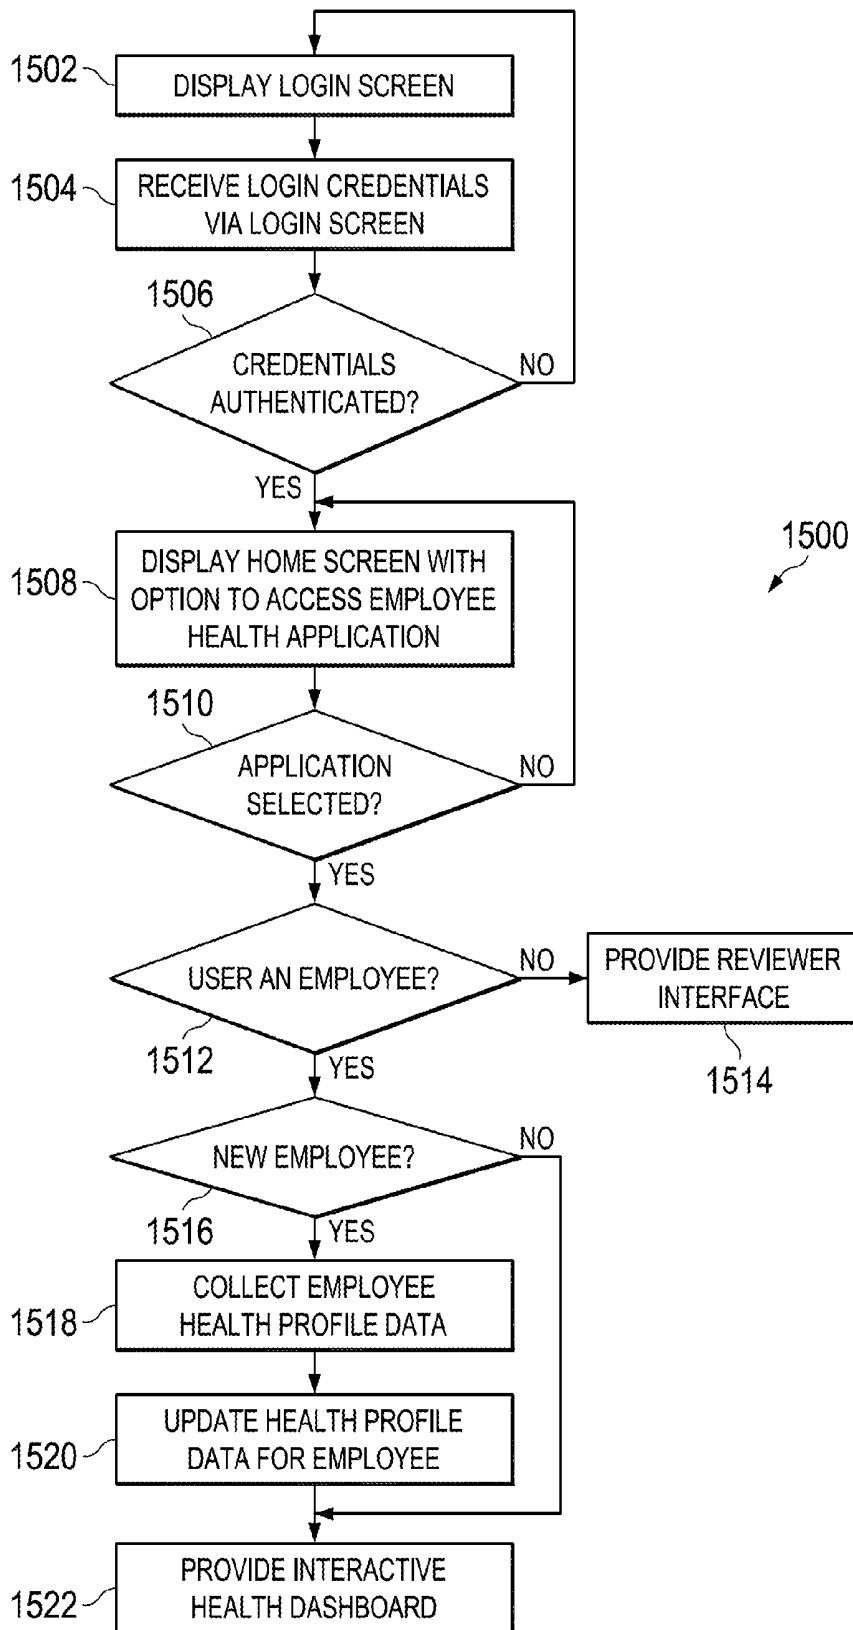 1502
DISPLAY LOGIN SCREEN
1504
RECEIVE LOGIN CREDENTIALS
VIA LOGIN SCREEN
1506
CREDENTIALS
AUTHENTICATED?
NO
YES
1500
1508
DISPLAY HOME SCREEN WITH
OPTION TO ACCESS EMPLOYEE
HEALTH APPLICATION
1510
APPLICATION
SELECTED?
NO
YES
USER AN EMPLOYEE?
NO
PROVIDE REVIEWER
INTERFACE
1512
YES
1514
NEW EMPLOYEE?
NO
1516
YES
1518
COLLECT EMPLOYEE
HEALTH PROFILE DATA
1520
UPDATE HEALTH PROFILE
DATA FOR EMPLOYEE
1522
PROVIDE INTERACTIVE
HEALTH DASHBOARD